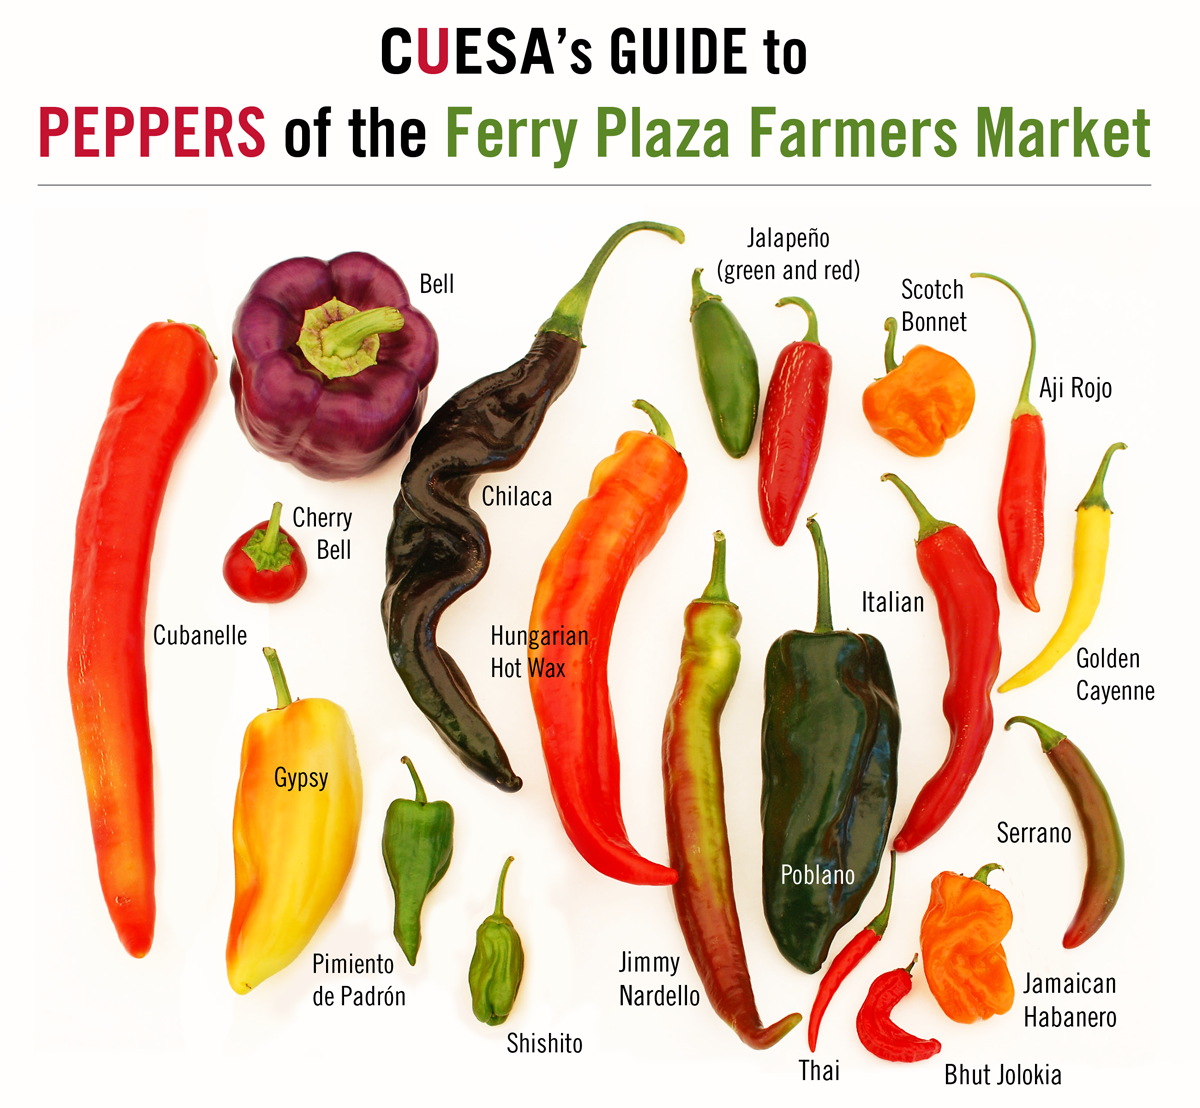 CUESA's GUIDE to
PEPPERS of the Ferry Plaza Farmers Market
Jalapeño
(green and red)
Bell
Scotch
Bonnet
Aji Rojo
Chilaca
Cherry
Bell
Italian
Cubanelle
Hungarian
Hot Wax
Golden
Cayenne
Gypsy
Serrano
Poblano
Pimiento
de Padrón
Jimmy
Nardello
Jamaican
Habanero
Shishito
Thai
Bhut Jolokia